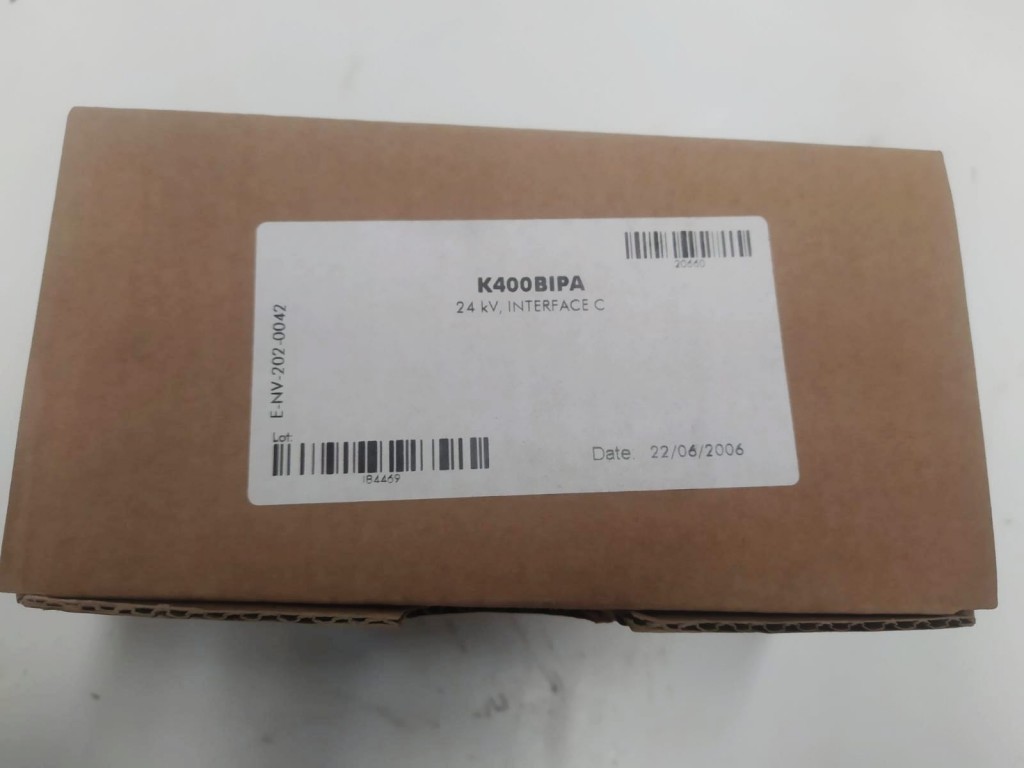 20660
K400BIPA
24 kV, INTERFACE C
E-NV-202-0042
Lot:
184469
Date: 22/06/2006